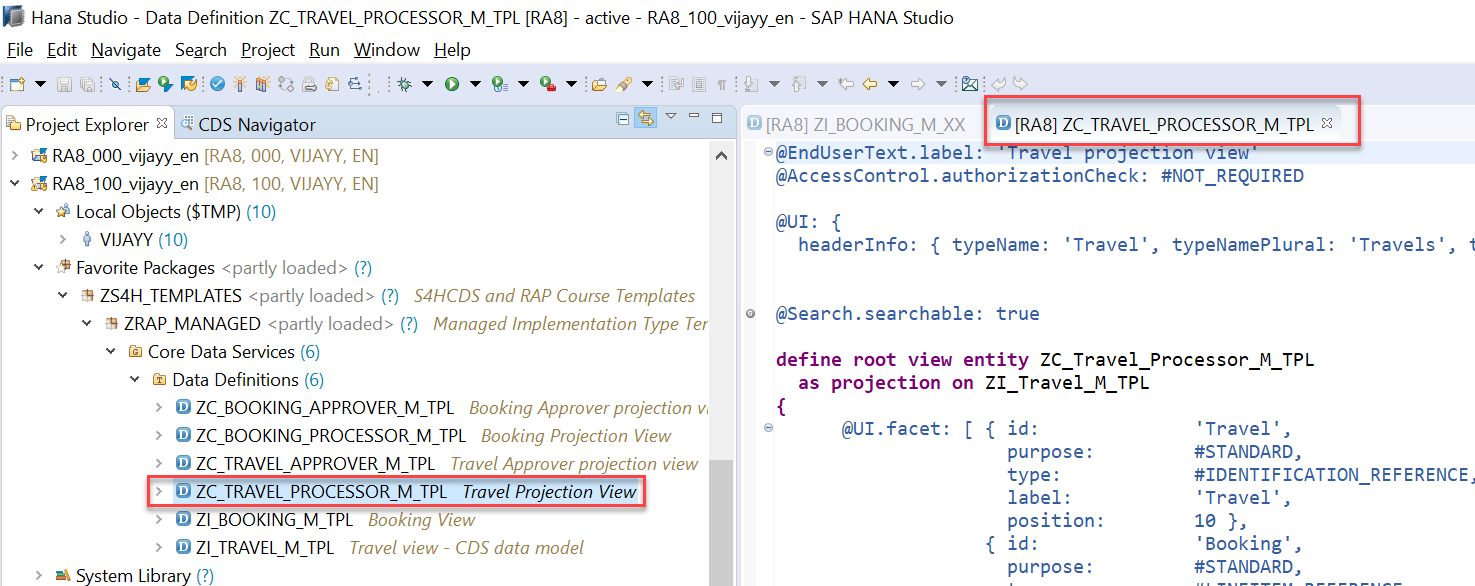 Hana Studio - Data Definition ZC_TRAVEL_PROCESSOR_M_TPL [RA8] - active - RA8_100_vijayy_en - SAP HANA Studio
File Edit Navigate Search Project Run Window Help
Project Explorer CDS Navigator
RA8_000_vijayy_en [RA8, 000, VIJAYY, EN]
RA8_100_vijayy_en [RA8, 100, VIJAYY, EN]
Local Objects ($TMP) (10)
VIJAYY (10)
Favorite Packages <partly loaded> (?)
ZS4H_TEMPLATES <partly loaded> (?) S4HCDS and RAP Course Templates
ZRAP_MANAGED <partly loaded> (?) Managed Implementation Type Ter
Core Data Services (6)
Data Definitions (6)
ZC_BOOKING_APPROVER_M_TPL Booking Approver projection vi
ZC_BOOKING_PROCESSOR_M_TPL Booking Projection View
ZC_TRAVEL_APPROVER_M_TPL Travel Approver projection view
ZC_TRAVEL_PROCESSOR_M_TPL Travel Projection View
ZI_BOOKING_M_TPL Booking View
ZI_TRAVEL_M_TPL Travel view - CDS data model
System Library (?)
[RA8] ZI_BOOKING_M_XX [RA8] ZC_TRAVEL_PROCESSOR_M_TPL
@EndUserText.label: 'Travel projection view'
@AccessControl.authorizationCheck: #NOT_REQUIRED
@UI: {
headerInfo: { typeName: 'Travel', typeNamePlural: 'Travels', t
@Search.searchable: true
define root view entity ZC_Travel_Processor_M_TPL
as projection on ZI_Travel_M_TPL
{
@UI.facet: [ { id: 'Travel',
purpose: #STANDARD,
type: #IDENTIFICATION_REFERENCE,
label: 'Travel',
position: 10 },
{ id: 'Booking',
purpose: #STANDARD,